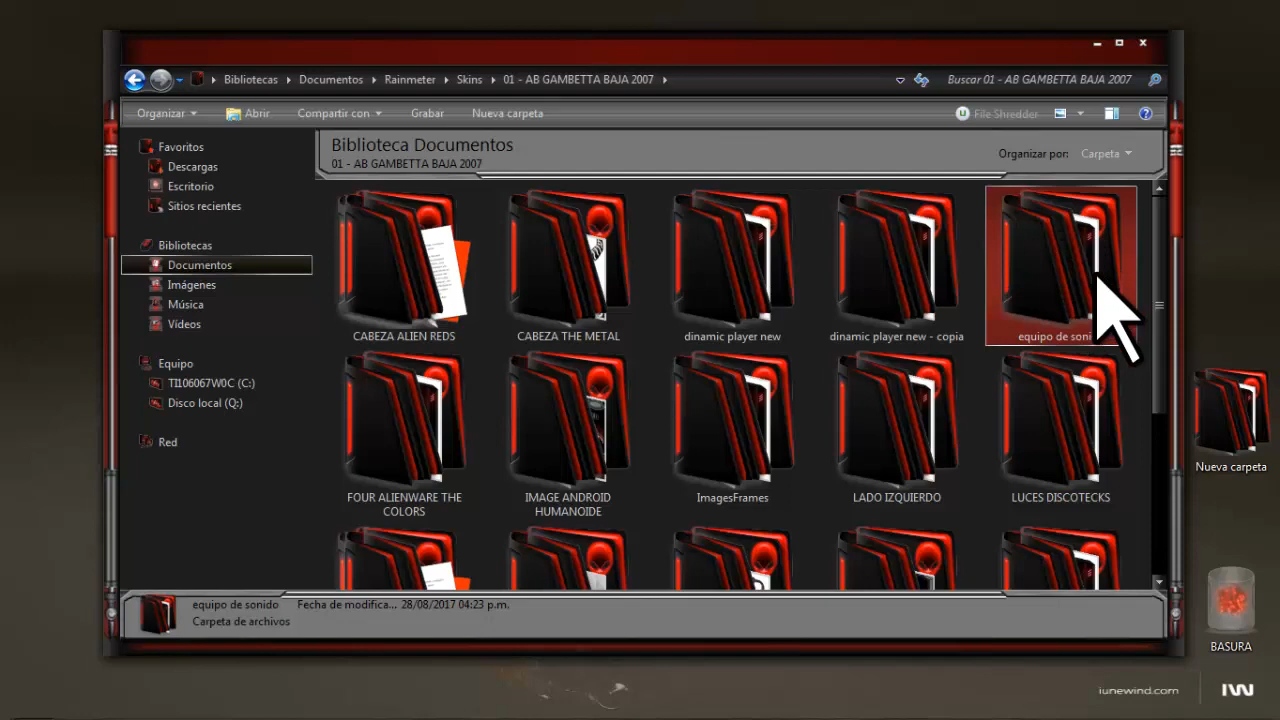 Bibliotecas
Documentos
Rainmeter
Skins
01 - AB GAMBETTA BAJA 2007
Buscar 01 - AB GAMBETTA BAJA 2007
Organizar
Abrir
Compartir con
Grabar
Nueva carpeta
File Shredder
Favoritos
Descargas
Escritorio
Sitios recientes
Bibliotecas
Documentos
Imágenes
Música
Vídeos
Equipo
TI106067W0C (C:)
Disco local (Q:)
Red
Biblioteca Documentos
01 - AB GAMBETTA BAJA 2007
Organizar por: Carpeta
CABEZA ALIEN REDS
CABEZA THE METAL
dinamic player new
dinamic player new - copia
equipo de soni
FOUR ALIENWARE THE
COLORS
IMAGE ANDROID
HUMANOIDE
ImagesFrames
LADO IZQUIERDO
LUCES DISCOTECKS
equipo de sonido
Fecha de modifica... 28/08/2017 04:23 p.m.
Carpeta de archivos
Nueva carpeta
BASURA
iunewind.com
IW